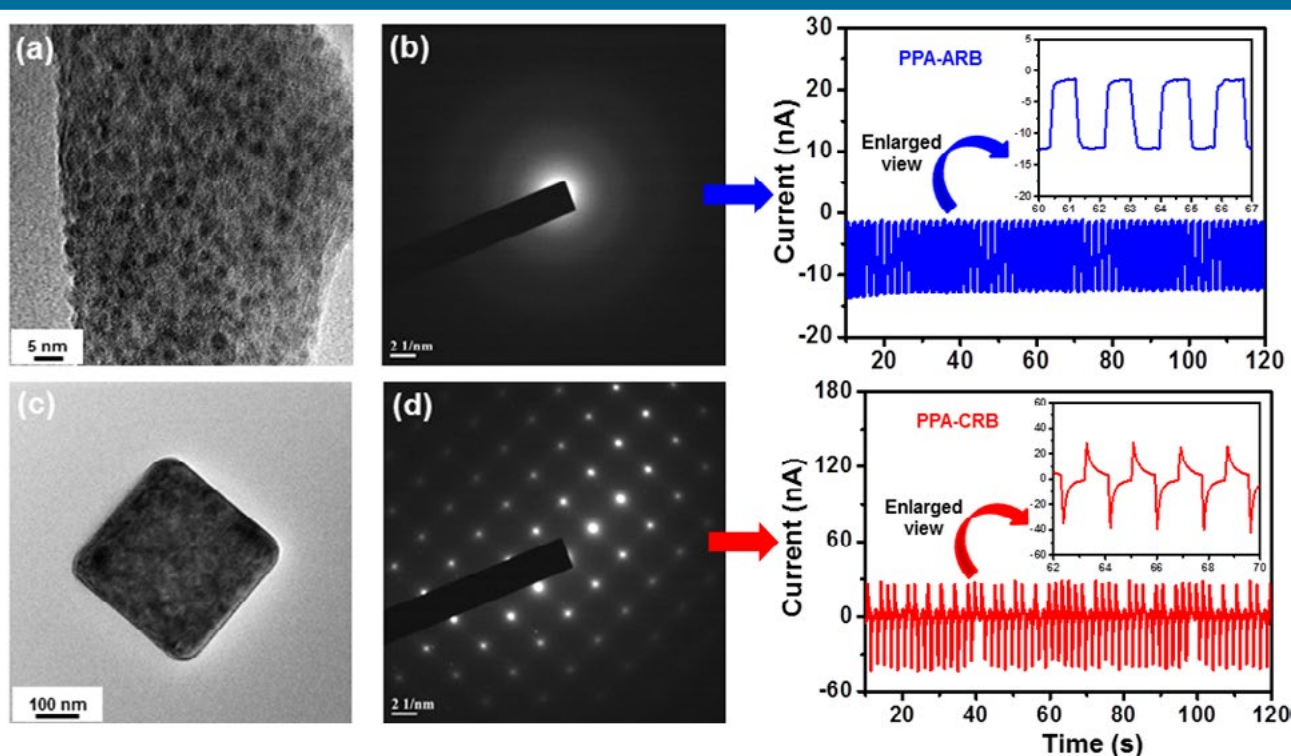 (a)
5 nm
(b)
2 1/nm
Current (nA)
30
20
10
0
-10
-20
PPA-ARB
Enlarged
view
0
-5
-10
-15
-20
60 61 62 63 64 65 66 67
20 40 60 80 100 120
(c)
100 nm
(d)
2 1/nm
Current (nA)
180
120
60
0
-60
PPA-CRB
Enlarged
view
60
40
20
0
-20
-40
-60
62 64 66 68 70
20 40 60 80 100 120
Time (s)